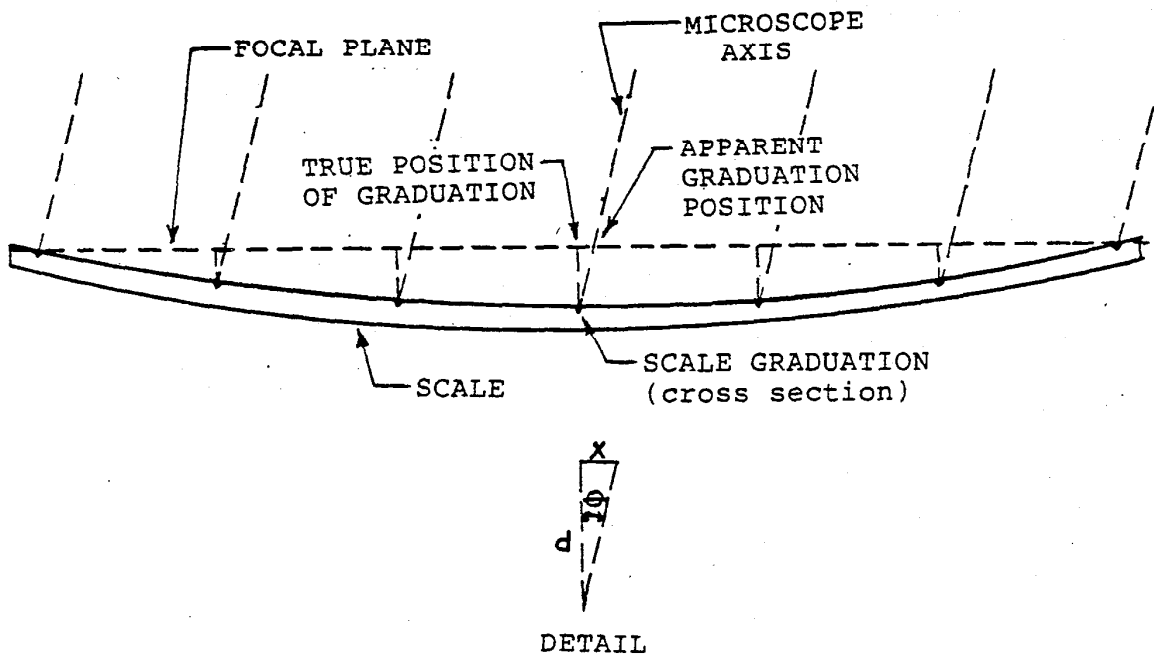 FOCAL PLANE
MICROSCOPE
AXIS
TRUE POSITION
OF GRADUATION
APPARENT
GRADUATION
POSITION
SCALE
SCALE GRADUATION
(cross section)
X
Φ
d
DETAIL